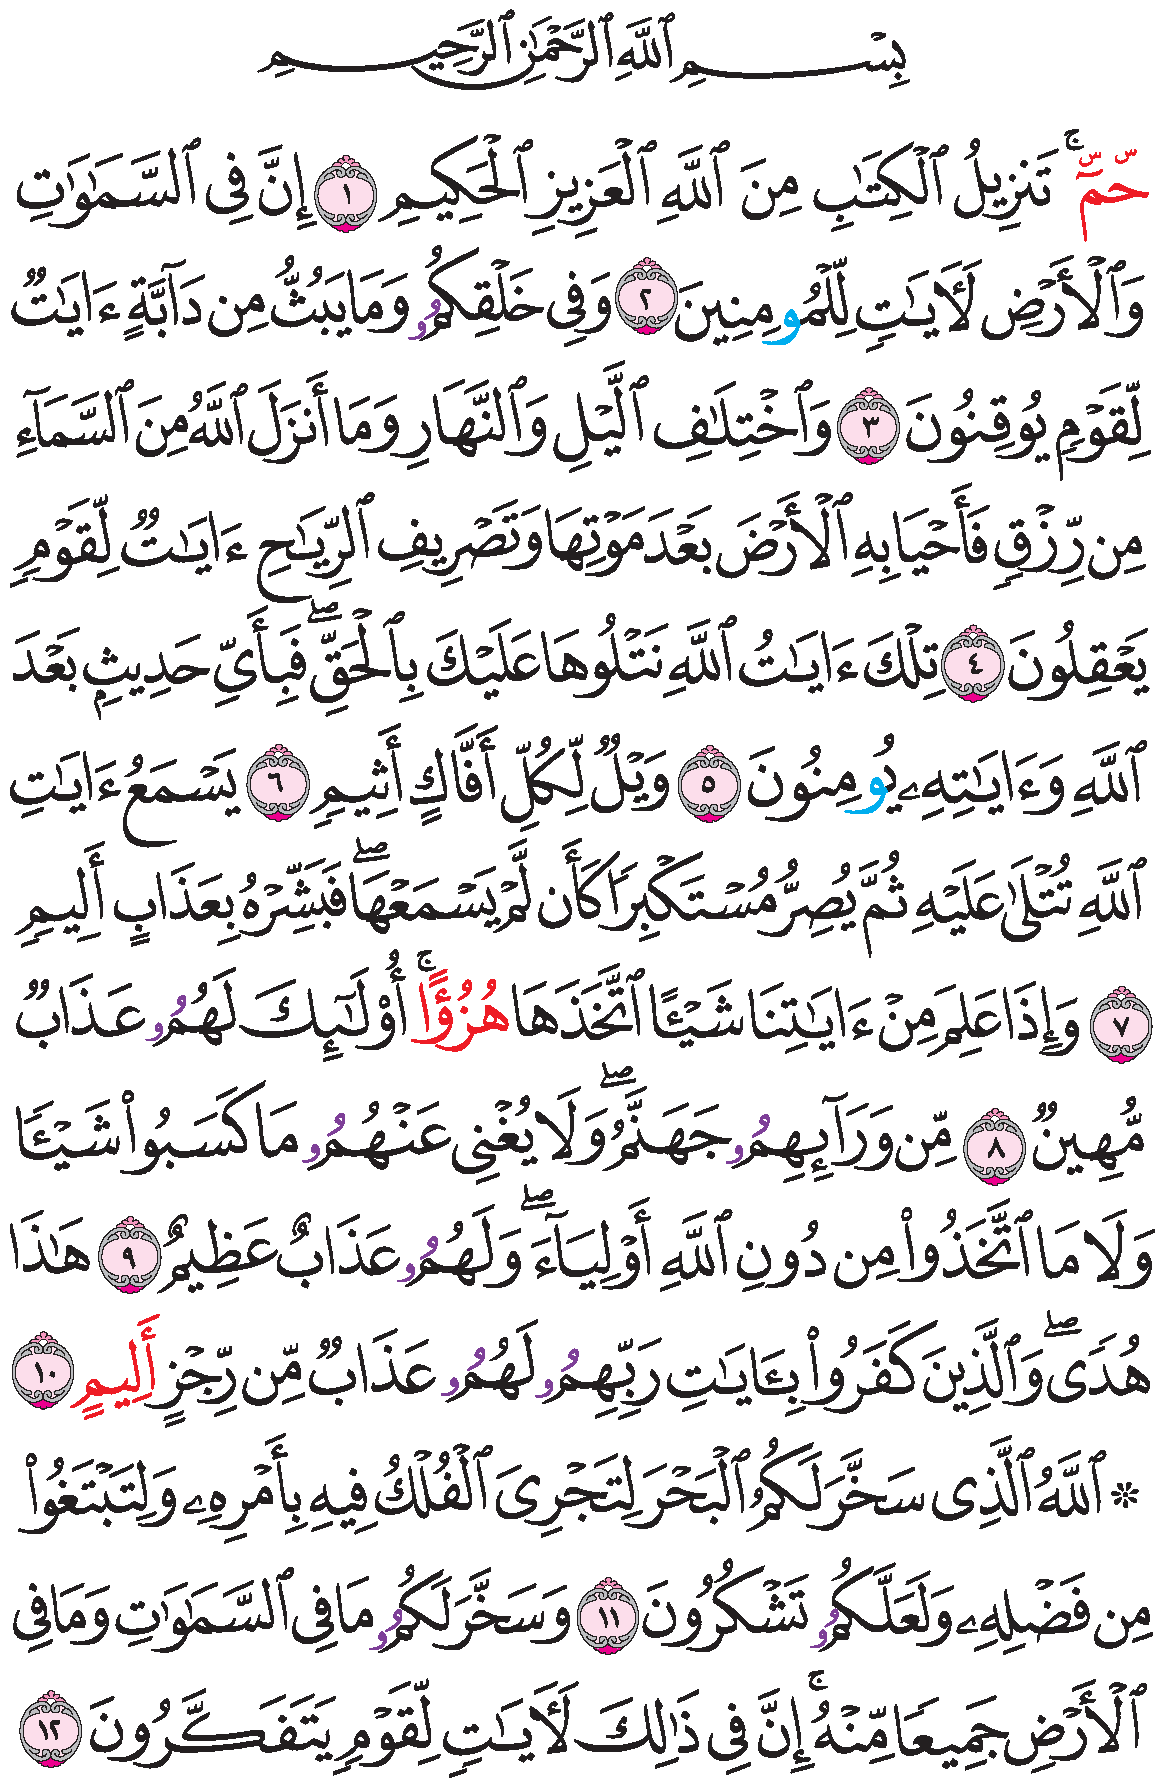 بِسْمِ ٱللَّهِ ٱلرَّحْمَٰنِ ٱلرَّحِيمِ
حمٓۚ تَنزِيلُ ٱلْكِتَٰبِ مِنَ ٱللَّهِ ٱلْعَزِيزِ ٱلْحَكِيمِ ١ إِنَّ فِى ٱلسَّمَٰوَٰتِ
وَٱلْأَرْضِ لَأٓيَٰتٍ لِّلْمُومِنِينَ ٢ وَفِى خَلْقِكُمُۥ وَمَا يَبُثُّ مِن دَآبَّةٍ ءَايَٰتٌ
لِّقَوْمٍ يُوقِنُونَ ٣ وَٱخْتِلَٰفِ ٱلَّيْلِ وَٱلنَّهَارِ وَمَا أَنزَلَ ٱللَّهُ مِنَ ٱلسَّمَآءِ
مِن رِّزْقٍ فَأَحْيَا بِهِ ٱلْأَرْضَ بَعْدَ مَوْتِهَا وَتَصْرِيفِ ٱلرِّيَٰحِ ءَايَٰتٌ لِّقَوْمٍ
يَعْقِلُونَ ٤ تِلْكَ ءَايَٰتُ ٱللَّهِ نَتْلُوهَا عَلَيْكَ بِٱلْحَقِّۖ فَبِأَيِّ حَدِيثٍۭ بَعْدَ
ٱللَّهِ وَءَايَٰتِهِۦ يُومِنُونَ ٥ وَيْلٌ لِّكُلِّ أَفَّاكٍ أَثِيمٍ ٦ يَسْمَعُ ءَايَٰتِ
ٱللَّهِ تُتْلَىٰ عَلَيْهِ ثُمَّ يُصِرُّ مُسْتَكْبِرًا كَأَن لَّمْ يَسْمَعْهَاۖ فَبَشِّرْهُ بِعَذَابٍ أَلِيمٍ
٧ وَإِذَا عَلِمَ مِنْ ءَايَٰتِنَا شَيْـًٔا ٱتَّخَذَهَا هُزُؤًاۚ أُوْلَٰٓئِكَ لَهُمُۥ عَذَابٌ
مُّهِينٌ ٨ مِّن وَرَآئِهِمُۥ جَهَنَّمُۖ وَلَا يُغْنِى عَنْهُمُۥ مَا كَسَبُواْ شَيْـًٔا
وَلَا مَا ٱتَّخَذُواْ مِن دُونِ ٱللَّهِ أَوْلِيَآءَۖ وَلَهُمُۥ عَذَابٌ عَظِيمٌ ٩ هَٰذَا
هُدًىۖ وَٱلَّذِينَ كَفَرُواْ بِـَٔايَٰتِ رَبِّهِمُۥ لَهُمُۥ عَذَابٌ مِّن رِّجْزٍ أَلِيمٍ ١٠
۞ ٱللَّهُ ٱلَّذِى سَخَّرَ لَكُمُ ٱلْبَحْرَ لِتَجْرِىَ ٱلْفُلْكُ فِيهِ بِأَمْرِهِۦ وَلِتَبْتَغُواْ
مِن فَضْلِهِۦ وَلَعَلَّكُمُۥ تَشْكُرُونَ ١١ وَسَخَّرَ لَكُمُۥ مَا فِى ٱلسَّمَٰوَٰتِ وَمَا فِى
ٱلْأَرْضِ جَمِيعًا مِّنْهُۚ إِنَّ فِى ذَٰلِكَ لَأٓيَٰتٍ لِّقَوْمٍ يَتَفَكَّرُونَ ١٢